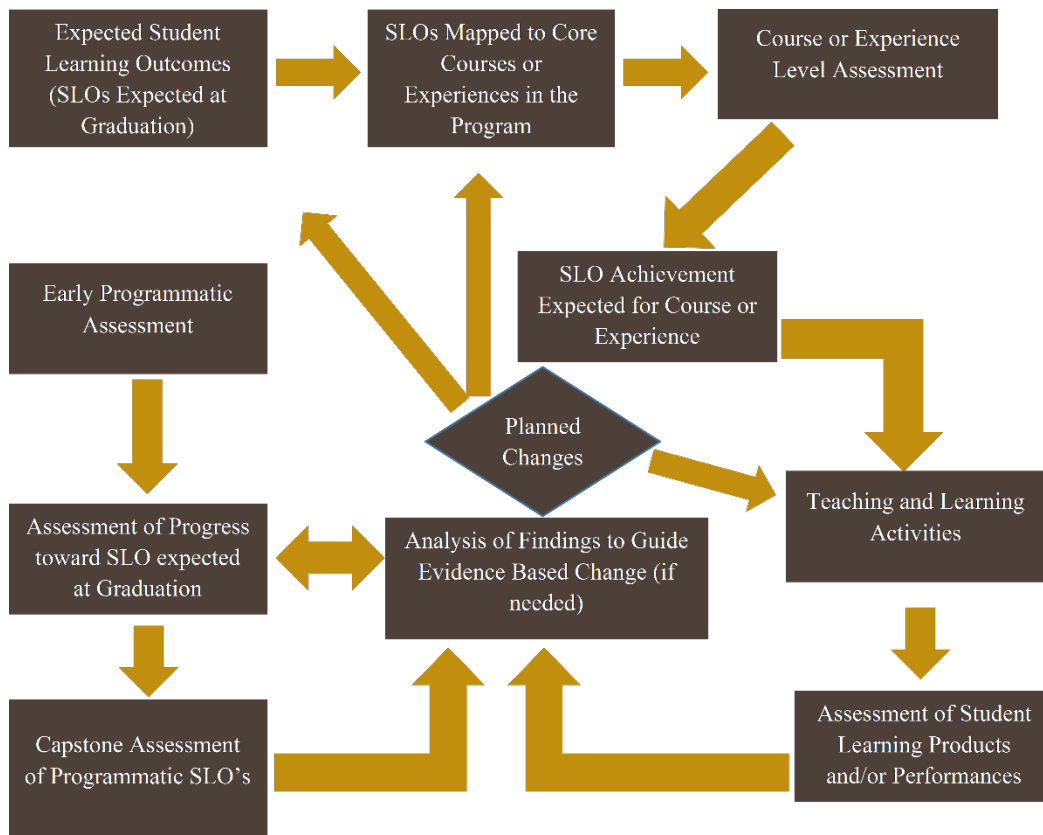 Expected Student
Learning Outcomes
(SLOs Expected at
Graduation)
SLOs Mapped to Core
Courses or
Experiences in the
Program
Course or Experience
Level Assessment
SLO Achievement
Expected for Course or
Experience
Early Programmatic
Assessment
Planned
Changes
Teaching and Learning
Activities
Assessment of Progress
toward SLO expected
at Graduation
Analysis of Findings to Guide
Evidence Based Change (if
needed)
Capstone Assessment
of Programmatic SLO’s
Assessment of Student
Learning Products
and/or Performances